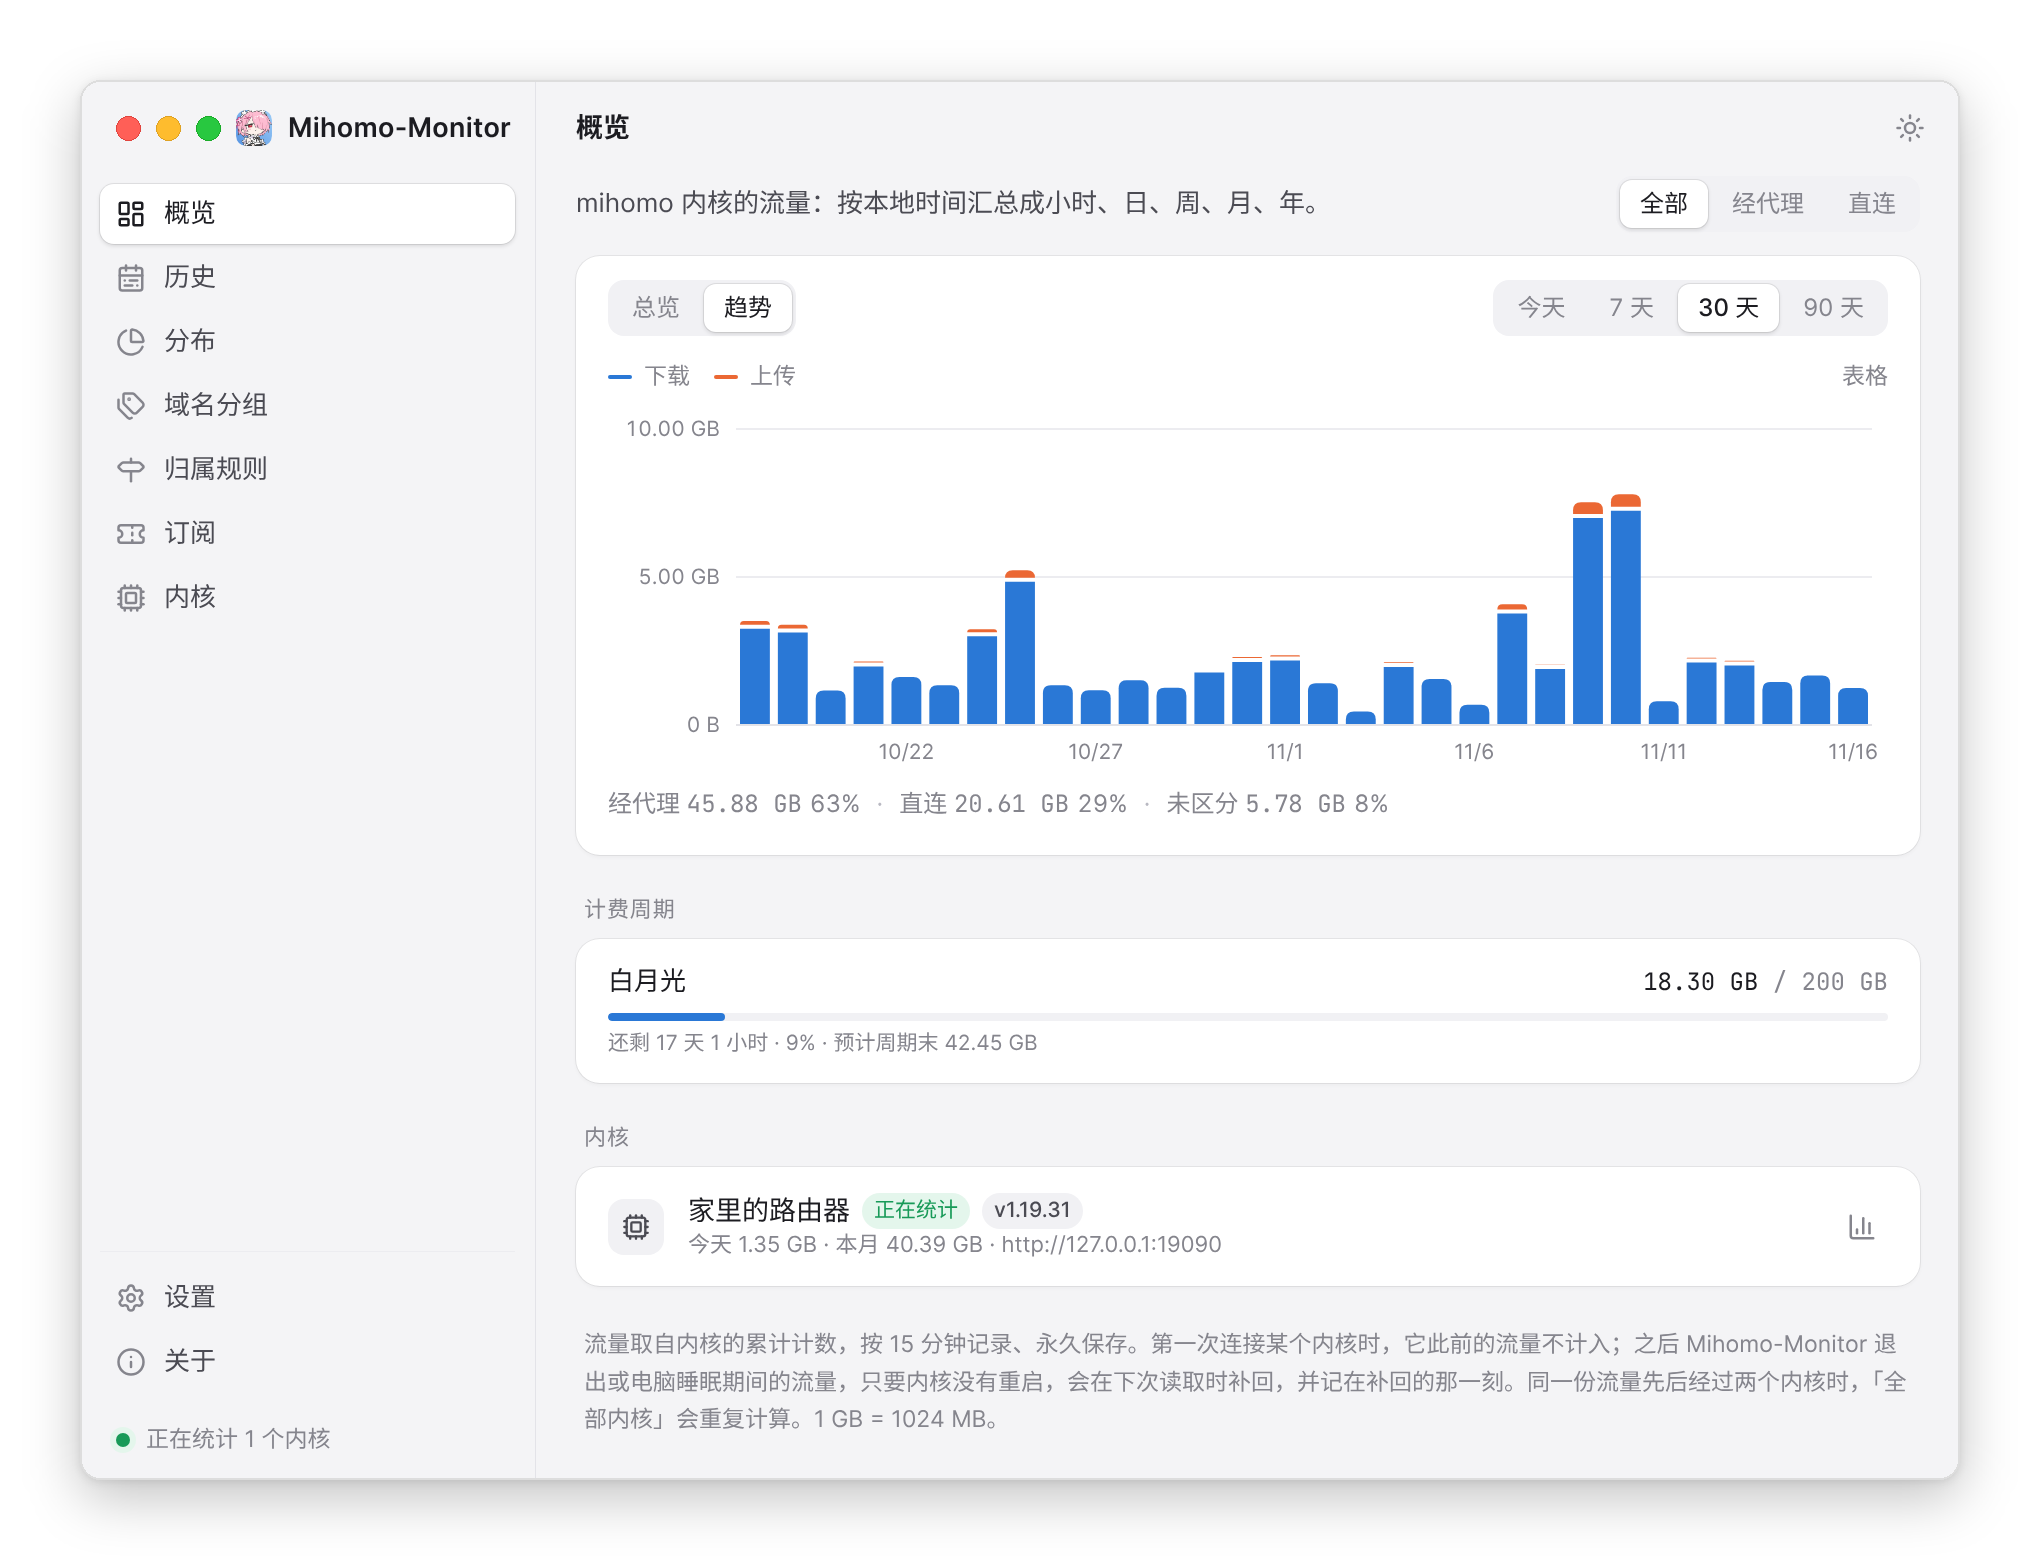 Mihomo-Monitor
概览
历史
分布
域名分组
归属规则
订阅
内核
设置
关于
正在统计 1 个内核
概览
mihomo 内核的流量：按本地时间汇总成小时、日、周、月、年。
全部 经代理 直连
总览 趋势
今天 7 天 30 天 90 天
下载 上传
表格
10.00 GB
5.00 GB
0 B
10/22 10/27 11/1 11/6 11/11 11/16
经代理 45.88 GB 63% · 直连 20.61 GB 29% · 未区分 5.78 GB 8%
计费周期
白月光
18.30 GB / 200 GB
还剩 17 天 1 小时 · 9% · 预计周期末 42.45 GB
内核
家里的路由器 正在统计 v1.19.31
今天 1.35 GB · 本月 40.39 GB · http://127.0.0.1:19090
流量取自内核的累计计数，按 15 分钟记录、永久保存。第一次连接某个内核时，它此前的流量不计入；之后 Mihomo-Monitor 退
出或电脑睡眠期间的流量，只要内核没有重启，会在下次读取时补回，并记在补回的那一刻。同一份流量先后经过两个内核时，「全
部内核」会重复计算。1 GB = 1024 MB。